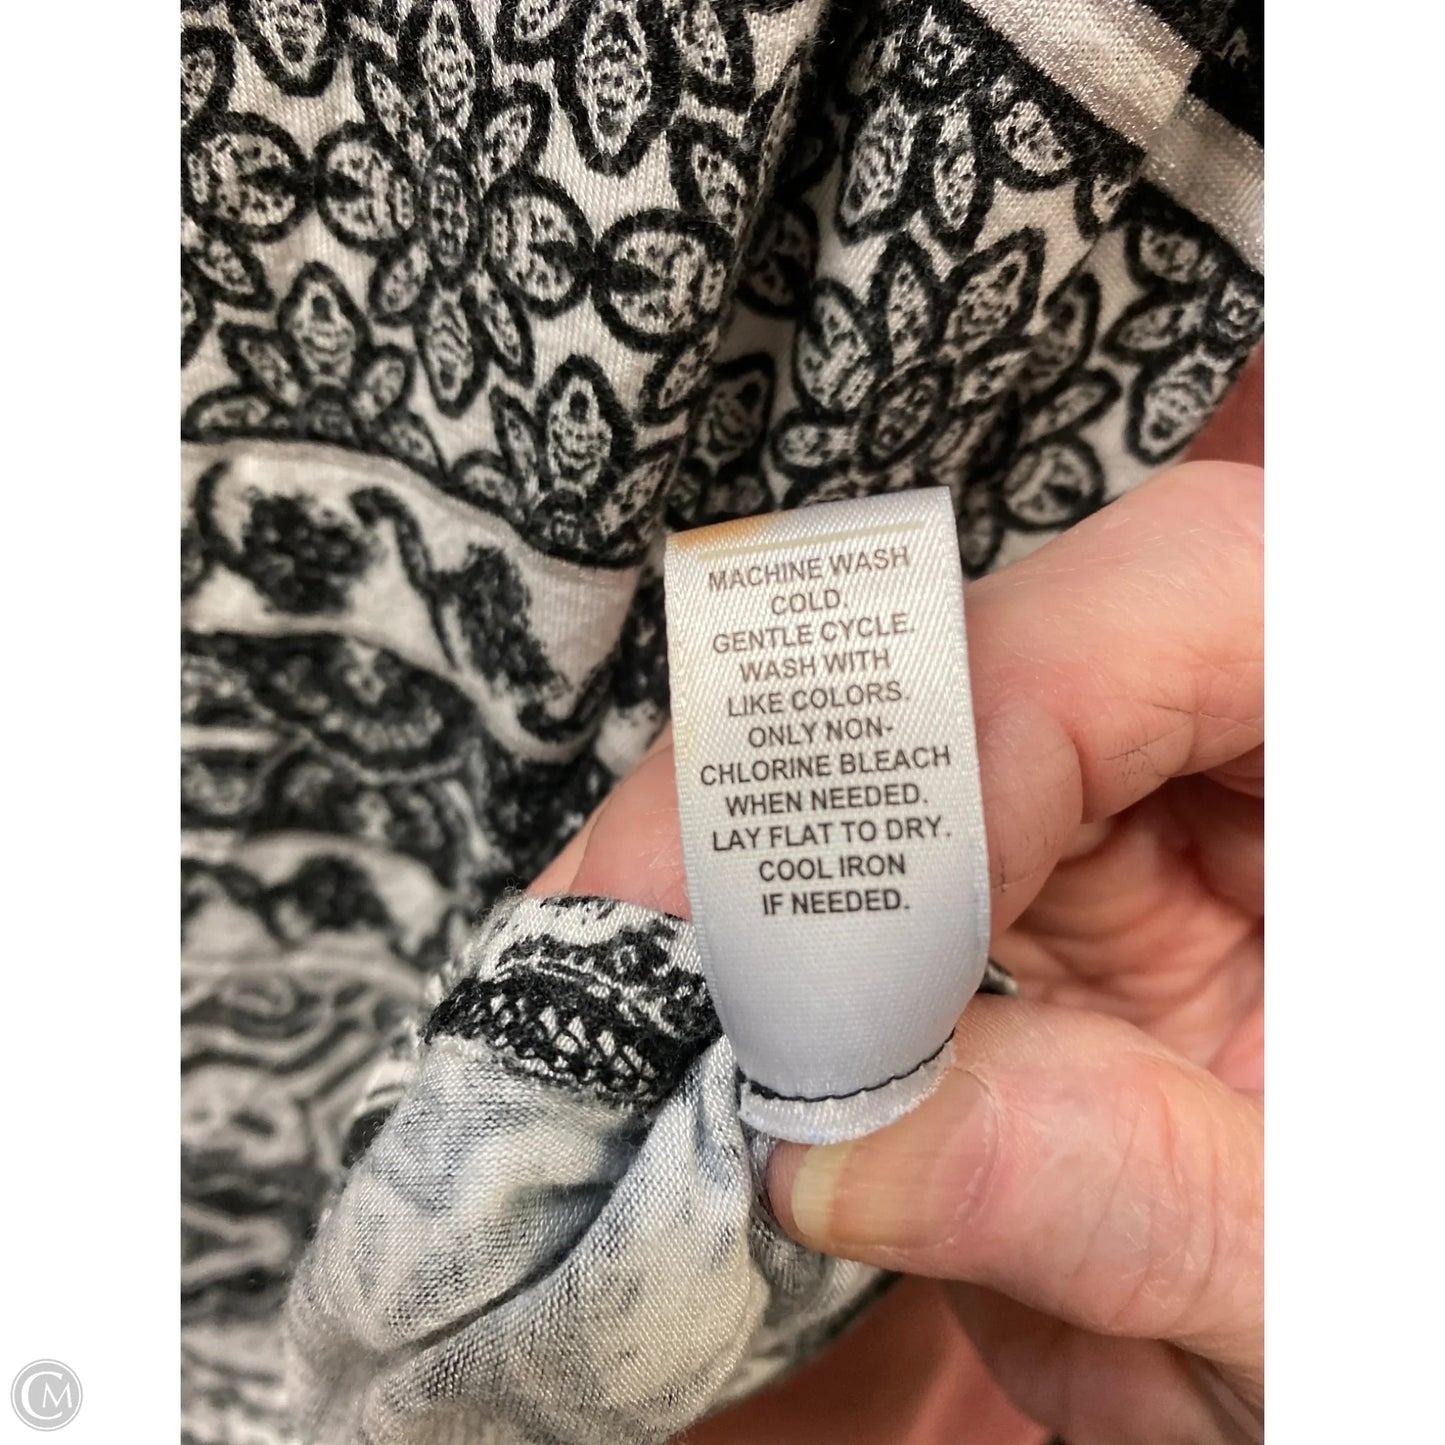 MACHINE WASH
COLD.
GENTLE CYCLE.
WASH WITH
LIKE COLORS.
ONLY NON-
CHLORINE BLEACH
WHEN NEEDED.
LAY FLAT TO DRY.
COOL IRON
IF NEEDED.
CM